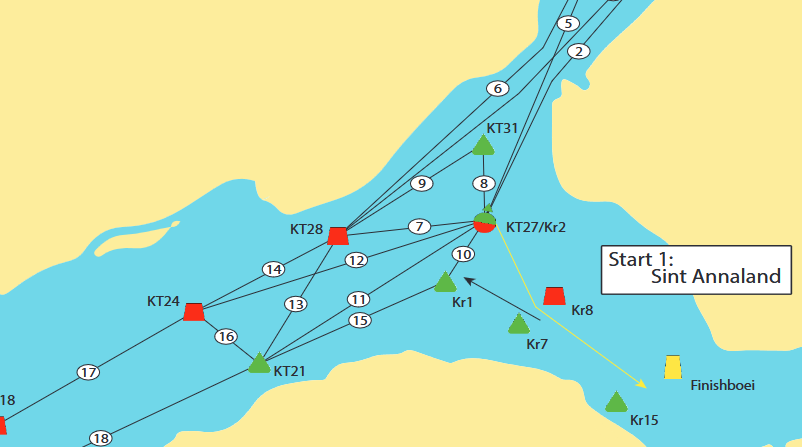 5
2
6
KT31
9
8
KT28
7
KT27/Kr2
14
12
10
Start 1:
Sint Annaland
KT24
13
11
Kr1
Kr8
15
16
Kr7
KT21
17
Finishboei
18
Kr15
18